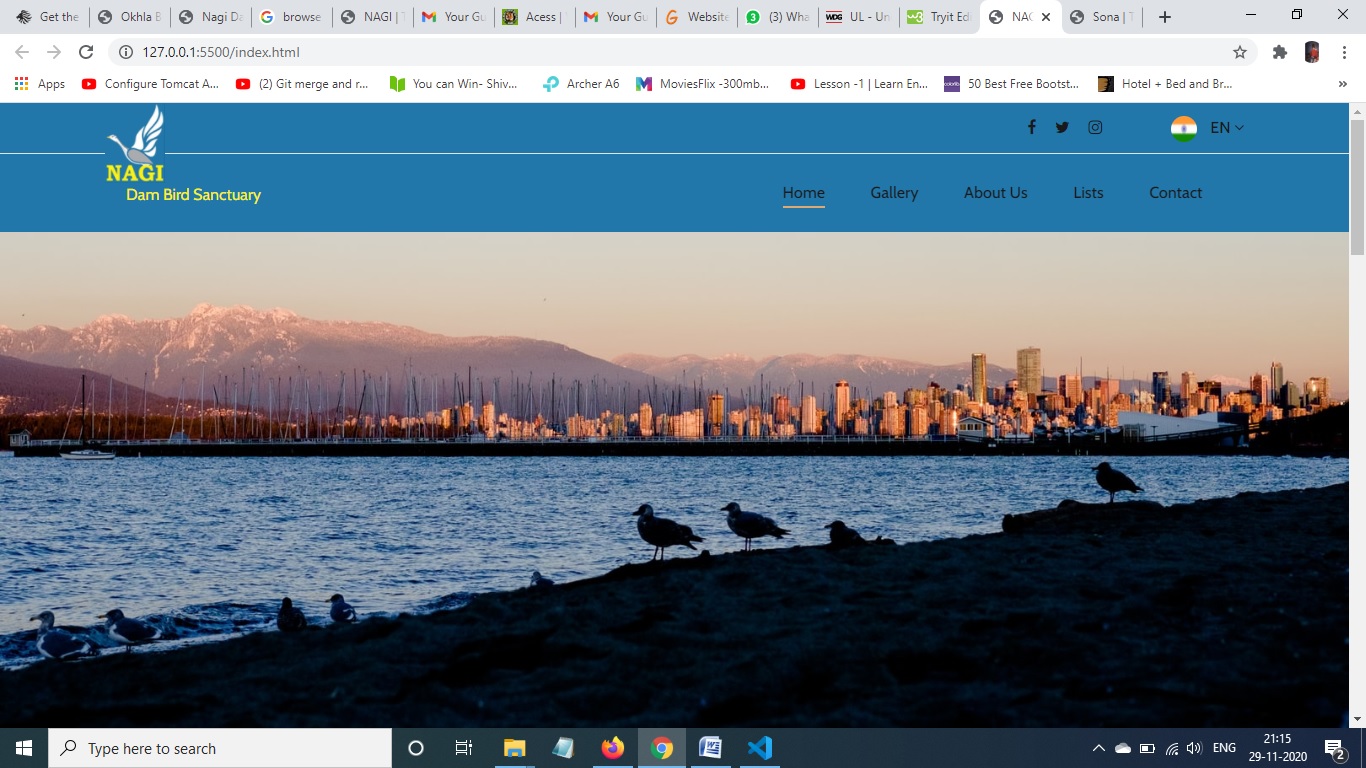 Get the
Okhla B
Nagi Da
browse
NAGI | T
Your Gu
Acess |
Your Gu
Website
(3) Wha
UL - Un
Tryit Edi
NAG
Sona | T
127.0.0.1:5500/index.html
Apps
Configure Tomcat A...
(2) Git merge and r...
You can Win- Shiv...
Archer A6
MoviesFlix -300mb...
Lesson -1 | Learn En...
50 Best Free Bootst...
Hotel + Bed and Br...
EN
NAGI
Dam Bird Sanctuary
Home
Gallery
About Us
Lists
Contact
Type here to search
ENG
21:15
29-11-2020
2